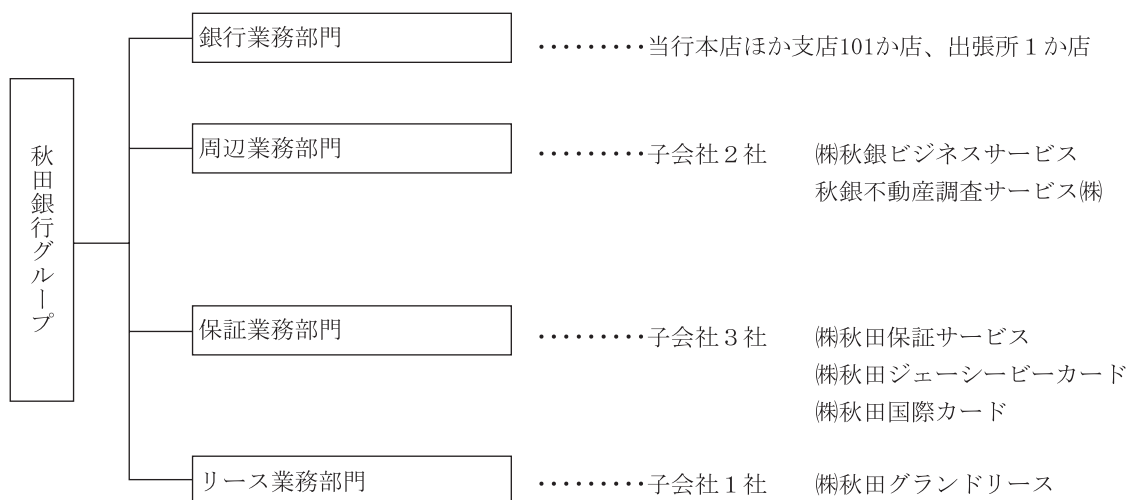 秋田銀行グループ
銀行業務部門 ･････････当行本店ほか支店101か店、出張所１か店
周辺業務部門 ･････････子会社２社 ㈱秋銀ビジネスサービス
秋銀不動産調査サービス㈱
保証業務部門 ･････････子会社３社 ㈱秋田保証サービス
㈱秋田ジェーシービーカード
㈱秋田国際カード
リース業務部門 ･････････子会社１社 ㈱秋田グランドリース